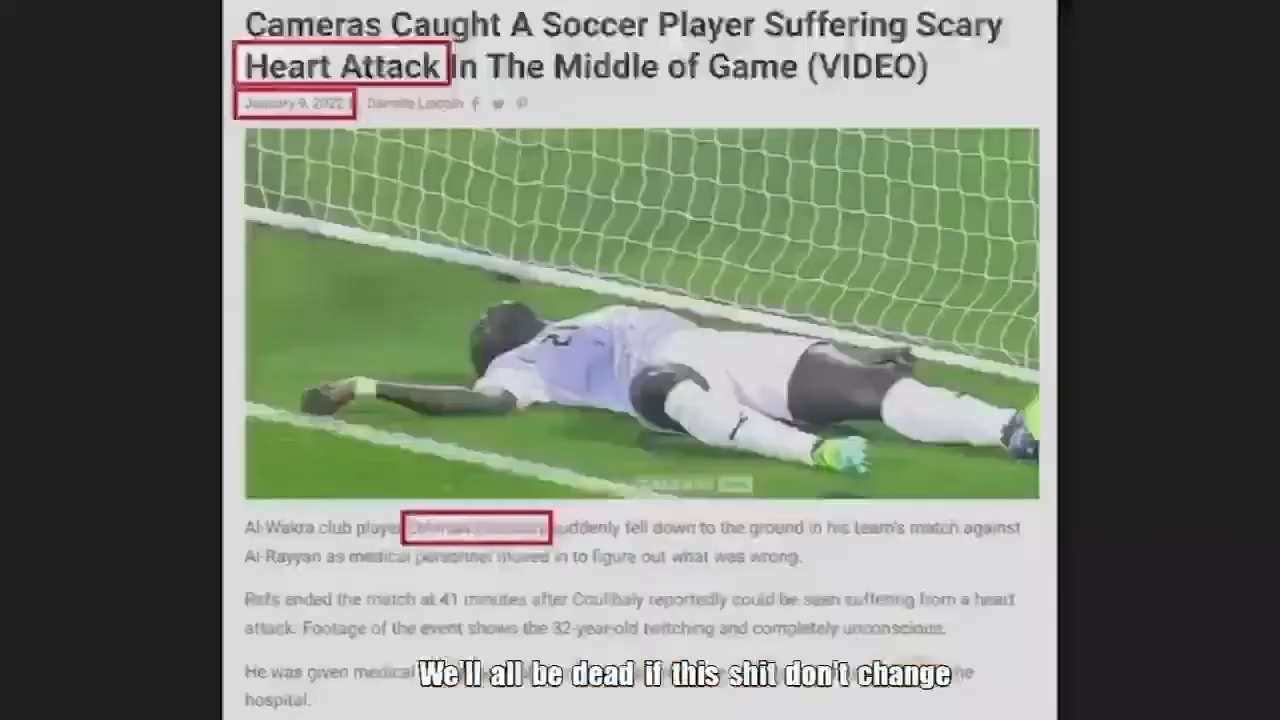 Cameras Caught A Soccer Player Suffering Scary
Heart Attack In The Middle of Game (VIDEO)
January 9, 2022
Al-Wakra club player suddenly fell down to the ground in his team's match against
Al-Rayyan as medical personnel moved in to figure out what was wrong.
Refs ended the match at 41 minutes after Coulibaly reportedly could be seen suffering from a heart
attack. Footage of the event shows the 32-year-old twitching and completely unconscious.
He was given medical
We'll all be dead if this shit don't change
hospital.